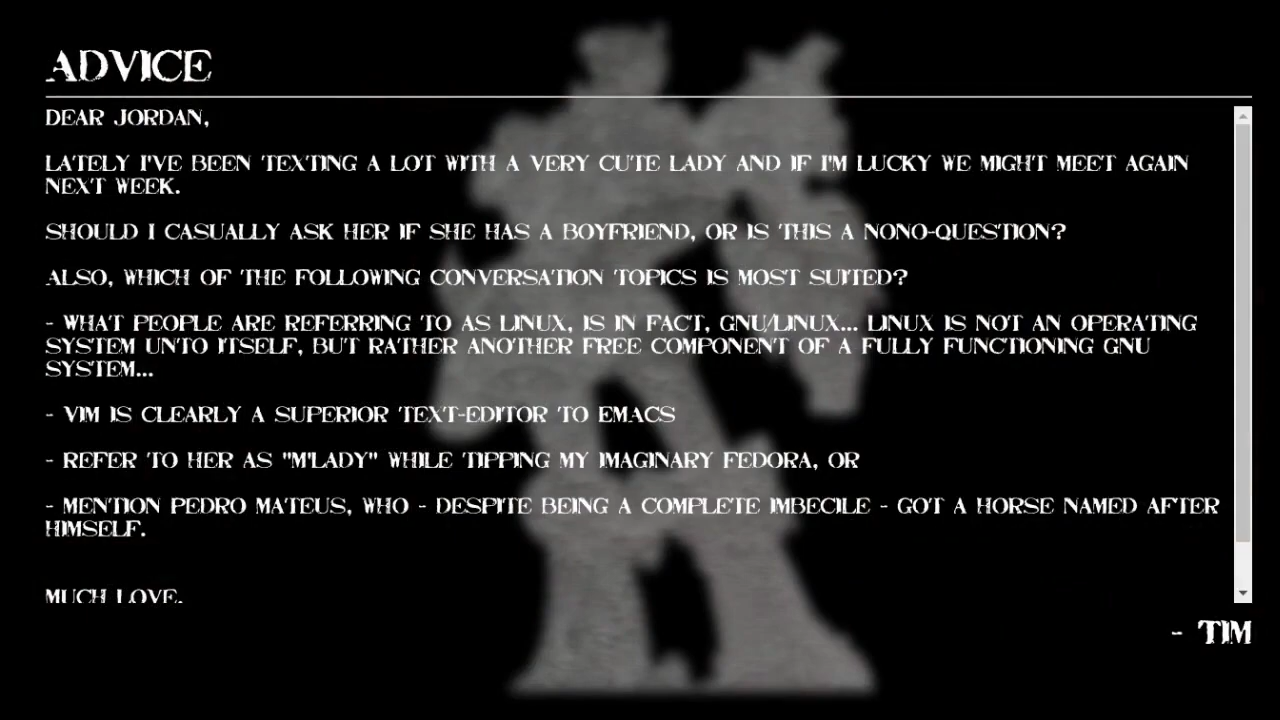 ADVICE
DEAR JORDAN,
LATELY I'VE BEEN TEXTING A LOT WITH A VERY CUTE LADY AND IF I'M LUCKY WE MIGHT MEET AGAIN
NEXT WEEK.
SHOULD I CASUALLY ASK HER IF SHE HAS A BOYFRIEND, OR IS THIS A NONO-QUESTION?
ALSO, WHICH OF THE FOLLOWING CONVERSATION TOPICS IS MOST SUITED?
- WHAT PEOPLE ARE REFERRING TO AS LINUX, IS IN FACT, GNU/LINUX... LINUX IS NOT AN OPERATING
SYSTEM UNTO ITSELF, BUT RATHER ANOTHER FREE COMPONENT OF A FULLY FUNCTIONING GNU
SYSTEM...
- VIM IS CLEARLY A SUPERIOR TEXT-EDITOR TO EMACS
- REFER TO HER AS "M'LADY" WHILE TIPPING MY IMAGINARY FEDORA, OR
- MENTION PEDRO MATEUS, WHO - DESPITE BEING A COMPLETE IMBECILE - GOT A HORSE NAMED AFTER
HIMSELF.
MUCH LOVE,
- TIM